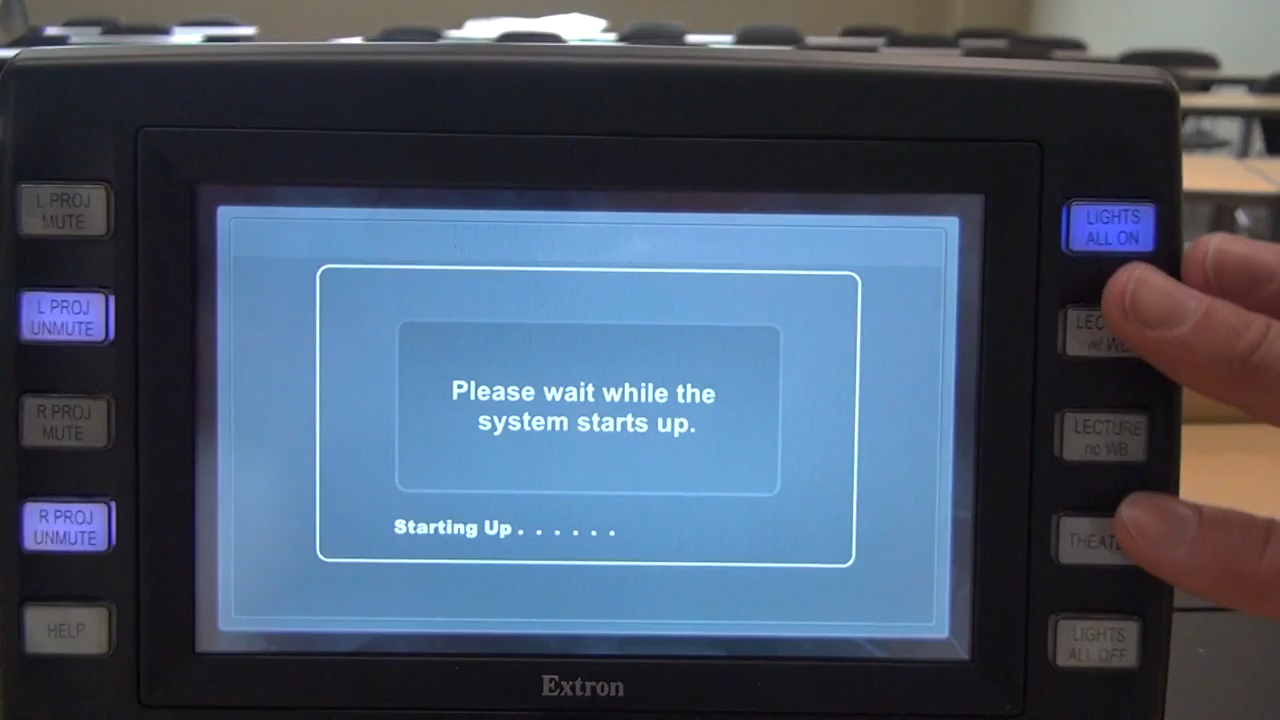 L PROJ
MUTE
L PROJ
UNMUTE
R PROJ
MUTE
R PROJ
UNMUTE
HELP
Please wait while the
system starts up.
Starting Up . . . . . .
Extron
LIGHTS
ALL ON
LECTURE
no WB
LIGHTS
ALL OFF